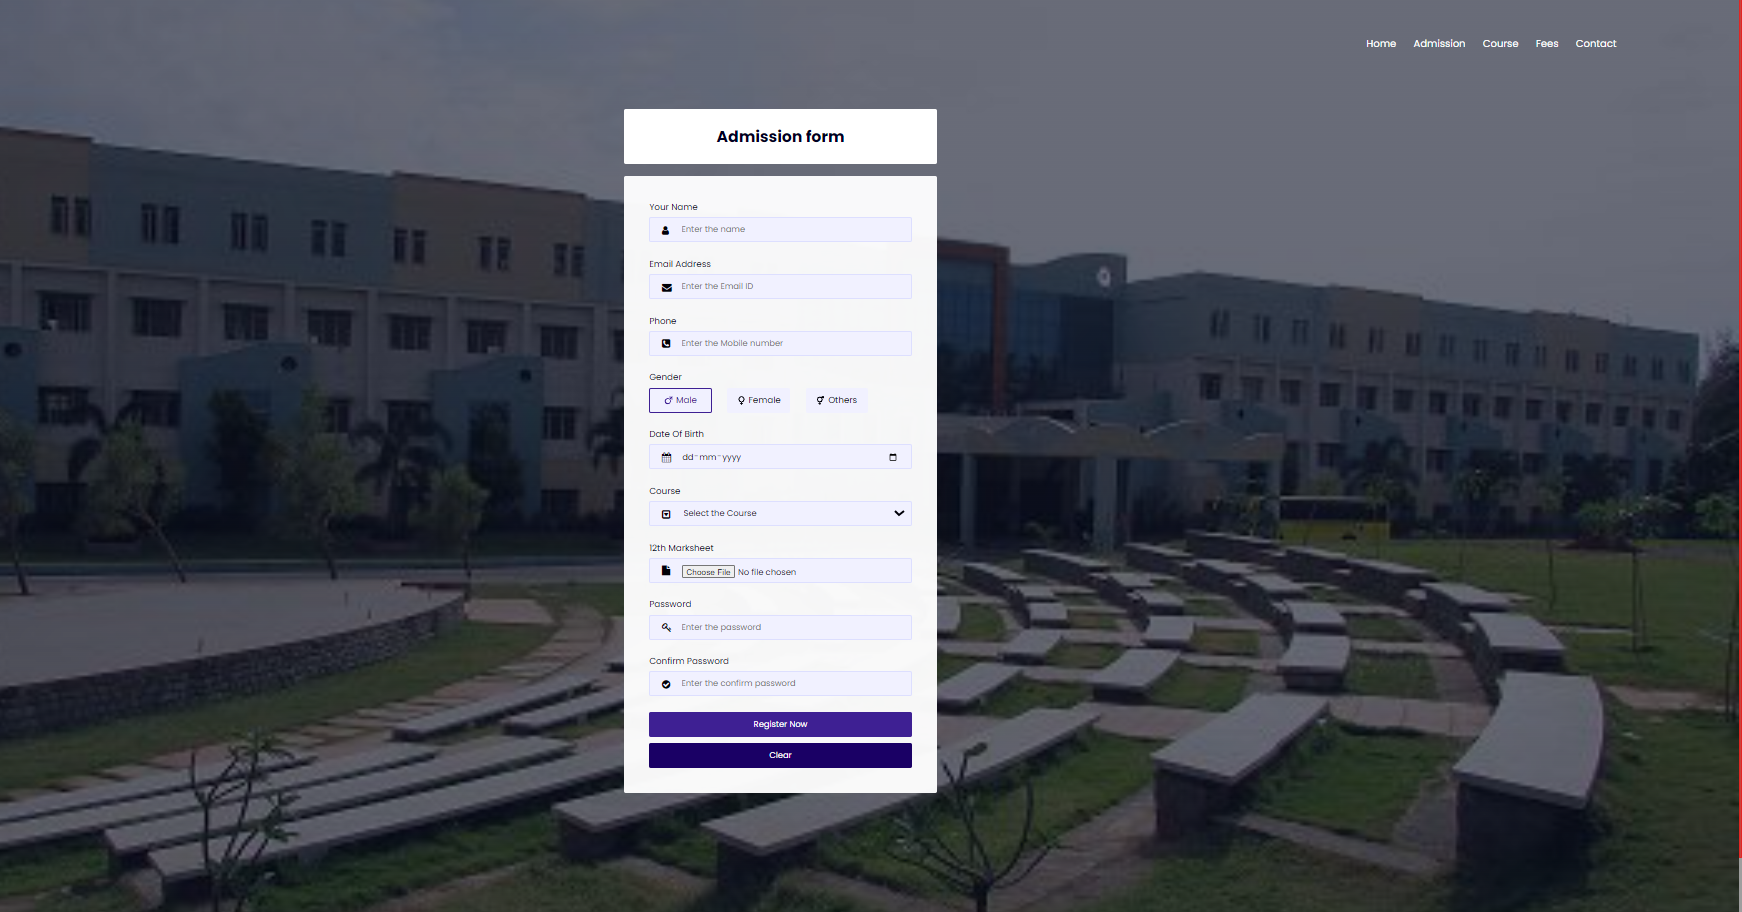 Home Admission Course Fees Contact
Admission form
Your Name
Enter the name
Email Address
Enter the Email ID
Phone
Enter the Mobile number
Gender
Male Female Others
Date Of Birth
dd-mm-yyyy
Course
Select the Course
12th Marksheet
Choose File No file chosen
Password
Enter the password
Confirm Password
Enter the confirm password
Register Now
Clear